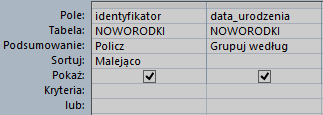 Pole: identyfikator data_urodzenia
Tabela: NOWORODKI NOWORODKI
Podsumowanie: Policz Grupuj według
Sortuj: Malejąco
Pokaż:
Kryteria:
lub: